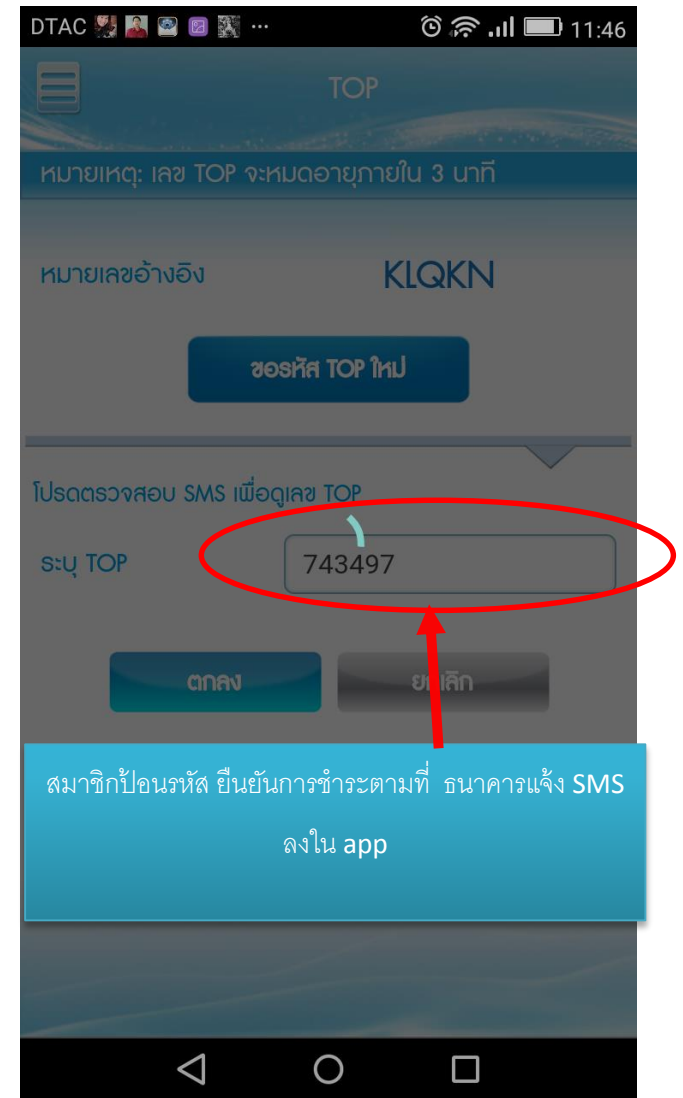 DTAC ... 11:46
TOP
หมายเหตุ: เลข TOP จะหมดอายุภายใน 3 นาที
หมายเลขอ้างอิง KLQKN
ขอรหัส TOP ใหม่
โปรดตรวจสอบ SMS เพื่อดูเลข TOP
ระบุ TOP 743497
ตกลง ยกเลิก
สมาชิกป้อนรหัส ยืนยันการชำระตามที่ ธนาคารแจ้ง SMS
ลงใน app